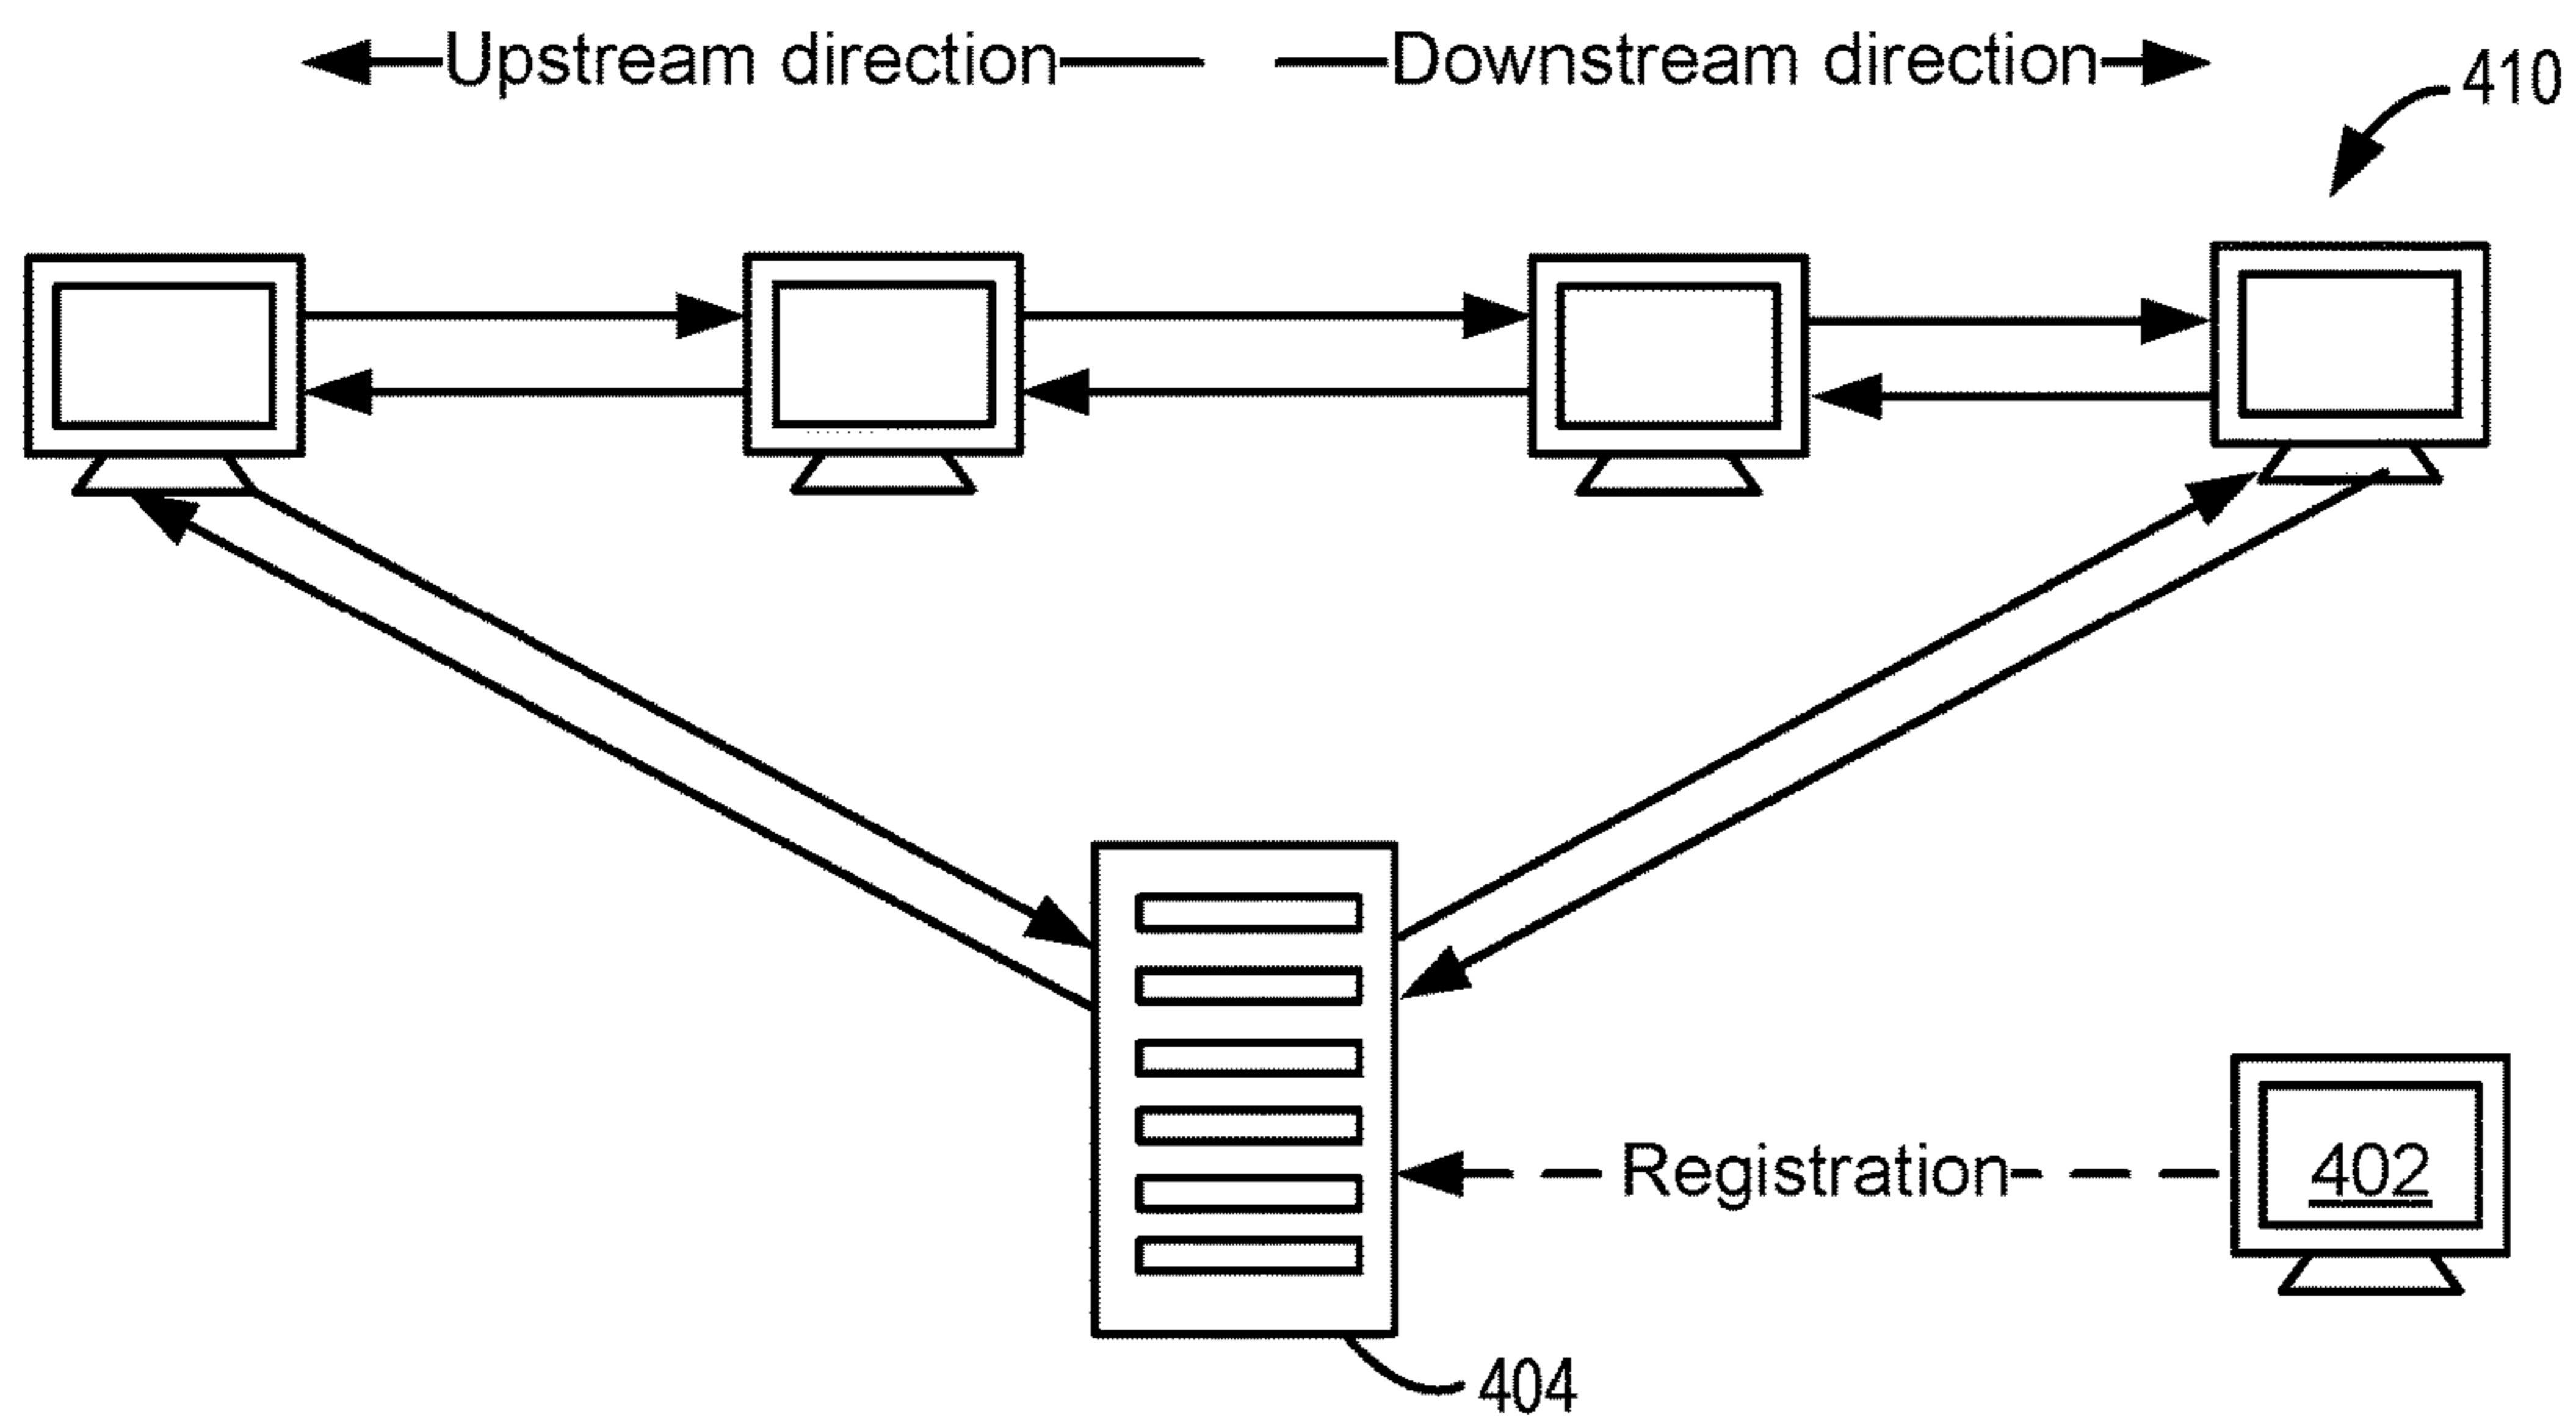 Upstream direction
Downstream direction
410
Registration
402
404